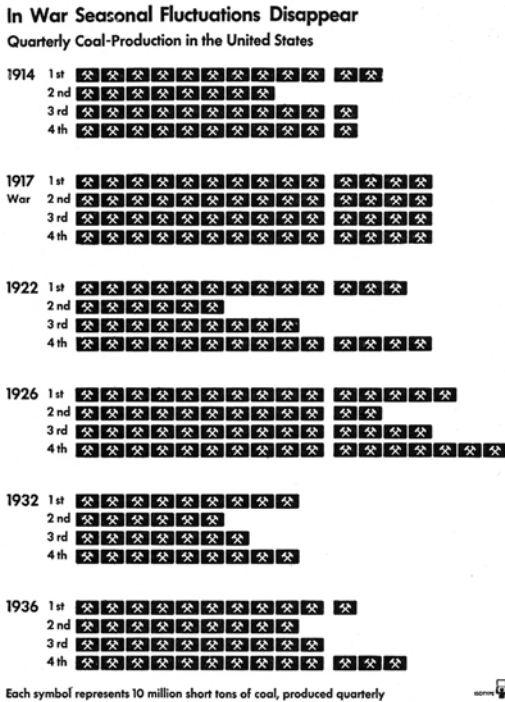 In War Seasonal Fluctuations Disappear
Quarterly Coal-Production in the United States
1914 1st
2nd
3rd
4th
1917 1st
War 2nd
3rd
4th
1922 1st
2nd
3rd
4th
1926 1st
2nd
3rd
4th
1932 1st
2nd
3rd
4th
1936 1st
2nd
3rd
4th
Each symbol represents 10 million short tons of coal, produced quarterly
ISOTYPE